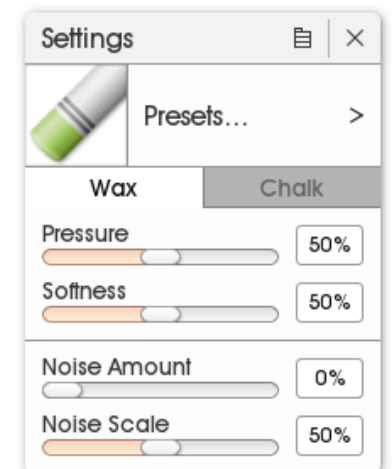 Settings
Presets... >
Wax Chalk
Pressure
50%
Softness
50%
Noise Amount
0%
Noise Scale
50%